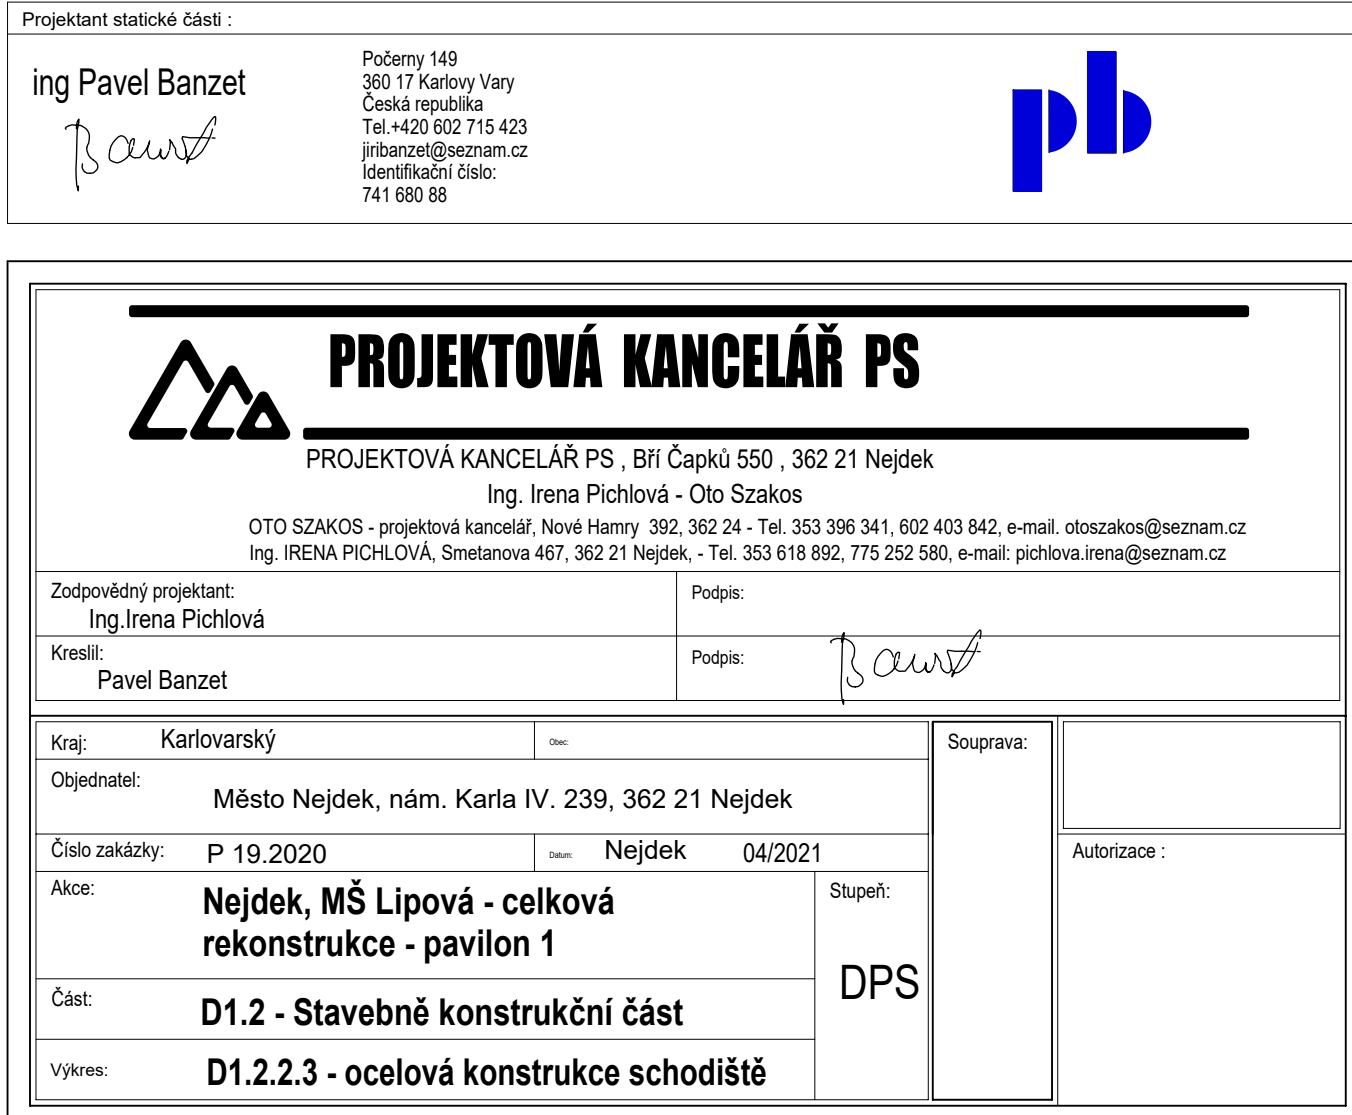 Projektant statické části :
ing Pavel Banzet
Počerny 149
360 17 Karlovy Vary
Česká republika
Tel.+420 602 715 423
jiribanzet@seznam.cz
Identifikační číslo:
741 680 88
pb
PROJEKTOVÁ KANCELÁŘ PS
PROJEKTOVÁ KANCELÁŘ PS , Bří Čapků 550 , 362 21 Nejdek
Ing. Irena Pichlová - Oto Szakos
OTO SZAKOS - projektová kancelář, Nové Hamry 392, 362 24 - Tel. 353 396 341, 602 403 842, e-mail. otoszakos@seznam.cz
Ing. IRENA PICHLOVÁ, Smetanova 467, 362 21 Nejdek, - Tel. 353 618 892, 775 252 580, e-mail: pichlova.irena@seznam.cz
Zodpovědný projektant:
Ing.Irena Pichlová
Podpis:
Kreslil:
Pavel Banzet
Podpis:
Kraj: Karlovarský
Obec:
Souprava:
Objednatel:
Město Nejdek, nám. Karla IV. 239, 362 21 Nejdek
Číslo zakázky: P 19.2020
Datum: Nejdek 04/2021
Autorizace :
Akce:
Nejdek, MŠ Lipová - celková
rekonstrukce - pavilon 1
Stupeň:
DPS
Část:
D1.2 - Stavebně konstrukční část
Výkres:
D1.2.2.3 - ocelová konstrukce schodiště